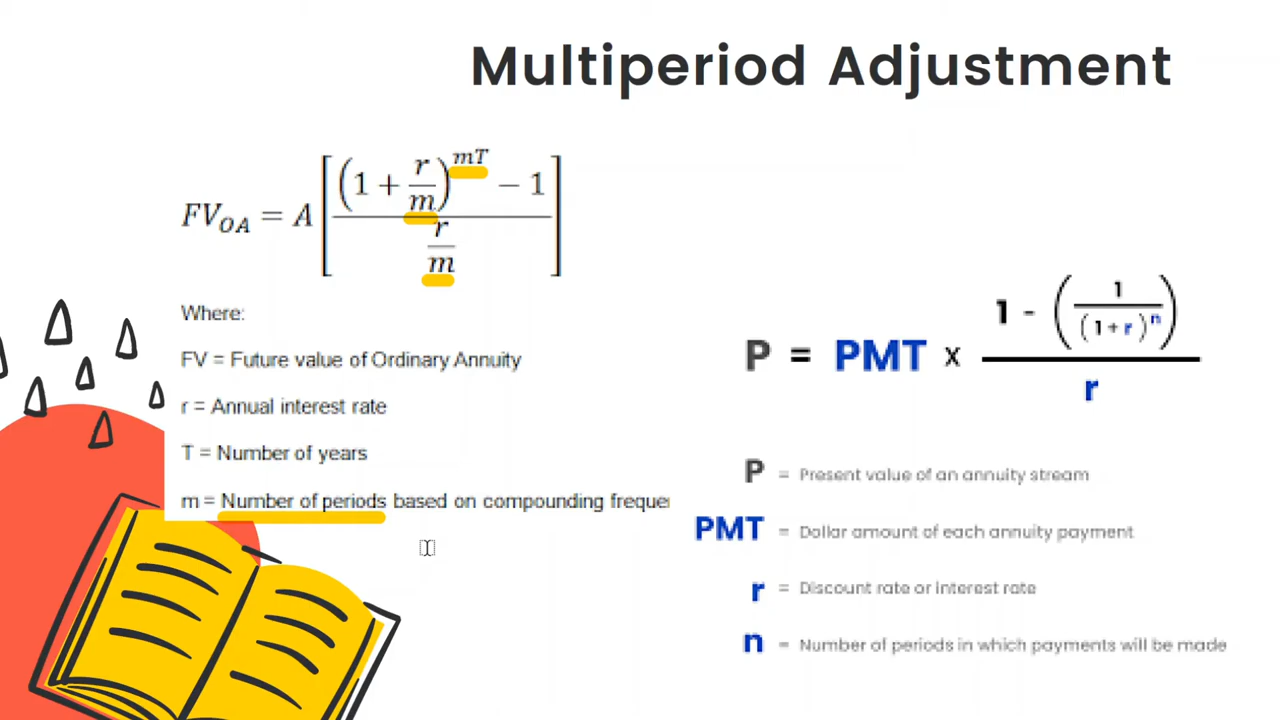 Multiperiod Adjustment
FV_OA = A [ ( (1 + r/m)^mT − 1 ) / ( r/m ) ]
Where:
FV = Future value of Ordinary Annuity
r = Annual interest rate
T = Number of years
m = Number of periods based on compounding
P = PMT x ( 1 - ( 1 / (1+r)^n ) ) / r
P = Present value of an annuity stream
PMT = Dollar amount of each annuity payment
r = Discount rate or interest rate
n = Number of periods in which payments will be made